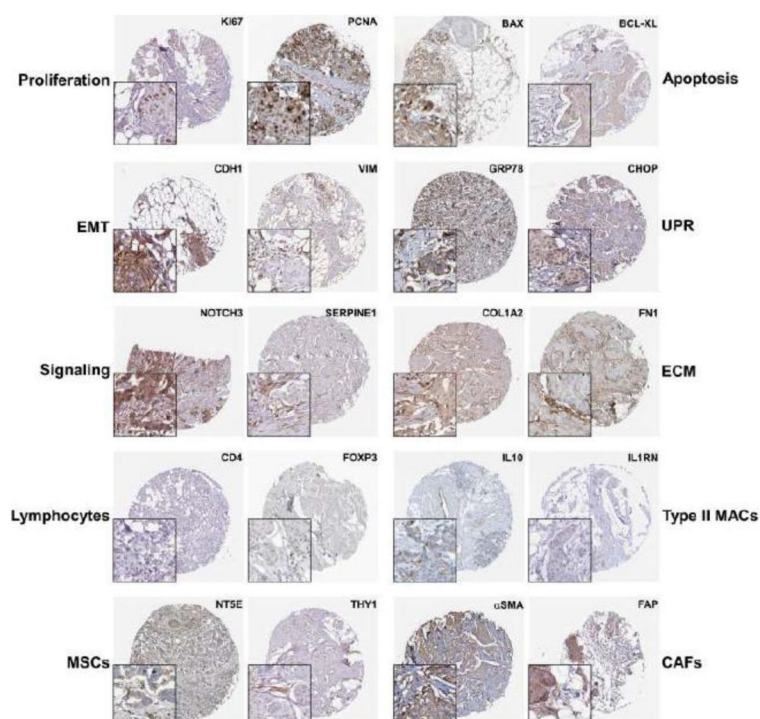 KI67 PCNA BAX BCL-XL
Proliferation Apoptosis
CDH1 VIM GRP78 CHOP
EMT UPR
NOTCH3 SERPINE1 COL1A2 FN1
Signaling ECM
CD4 FOXP3 IL10 IL1RN
Lymphocytes Type II MACs
NT5E THY1 αSMA FAP
MSCs CAFs